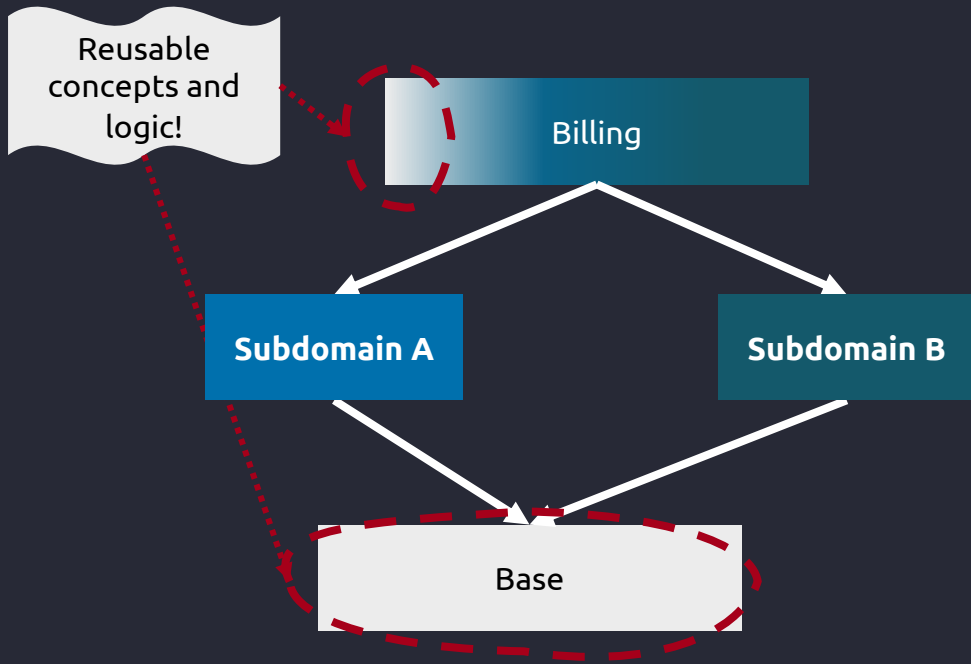 Reusable
concepts and
logic!
Billing
Subdomain A
Subdomain B
Base